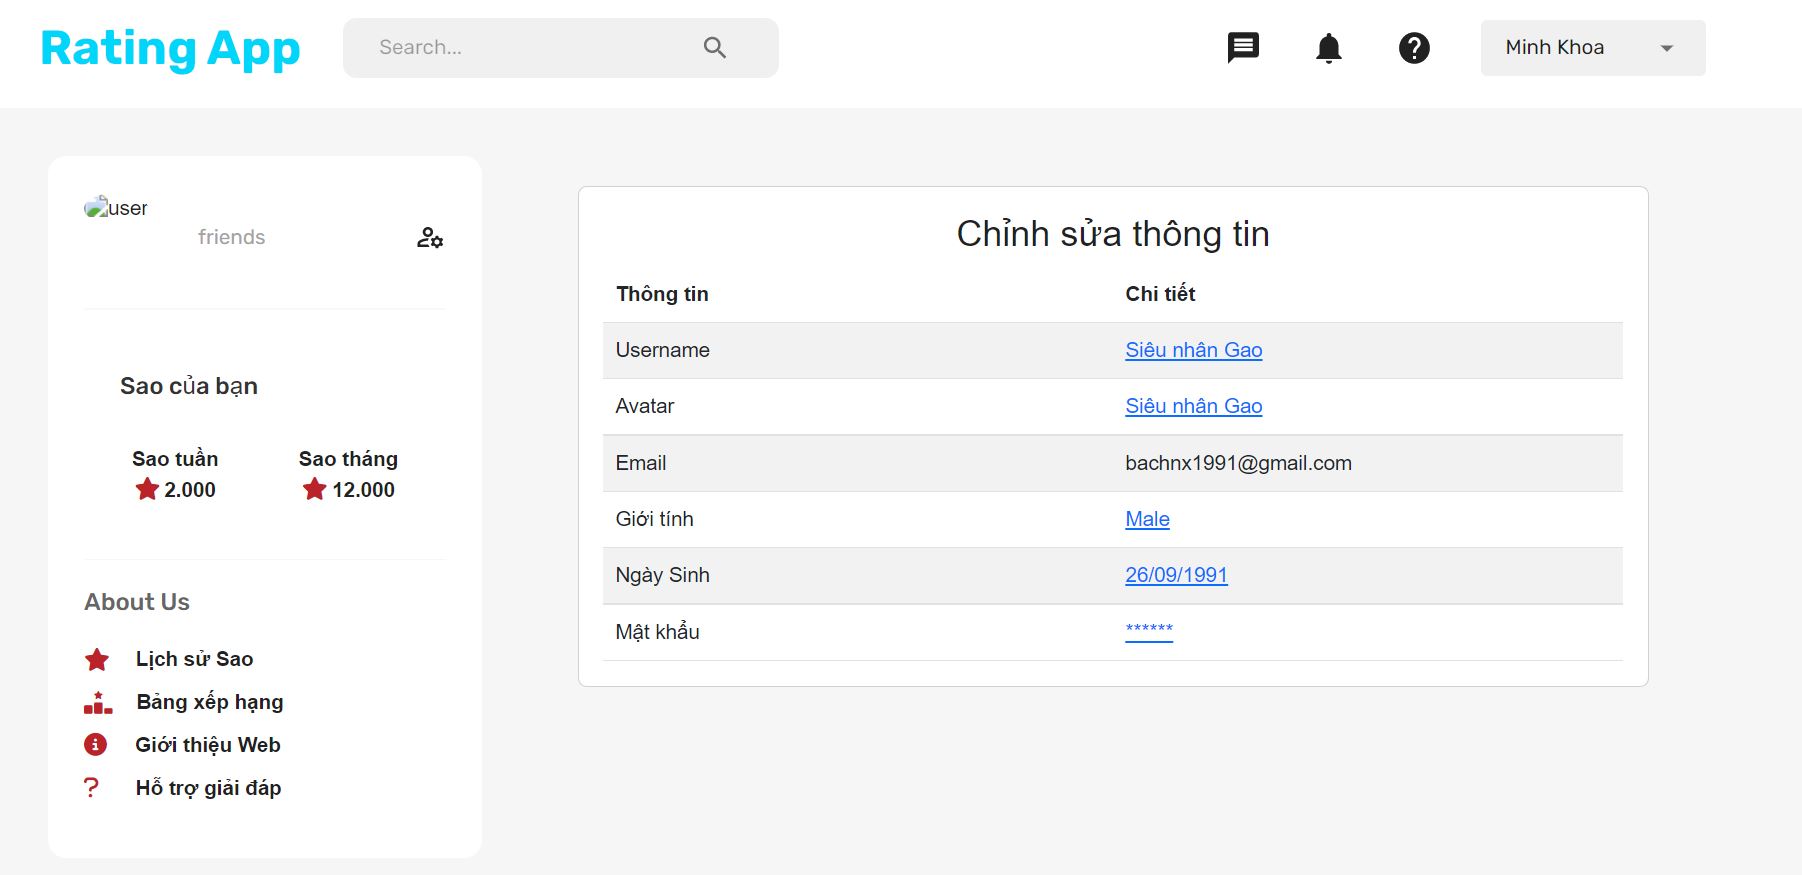 Rating App
Search...
Minh Khoa
user
friends
Sao của bạn
Sao tuần Sao tháng
2.000 12.000
About Us
Lịch sử Sao
Bảng xếp hạng
Giới thiệu Web
Hỗ trợ giải đáp
Chỉnh sửa thông tin
Thông tin Chi tiết
Username Siêu nhân Gao
Avatar Siêu nhân Gao
Email bachnx1991@gmail.com
Giới tính Male
Ngày Sinh 26/09/1991
Mật khẩu ******